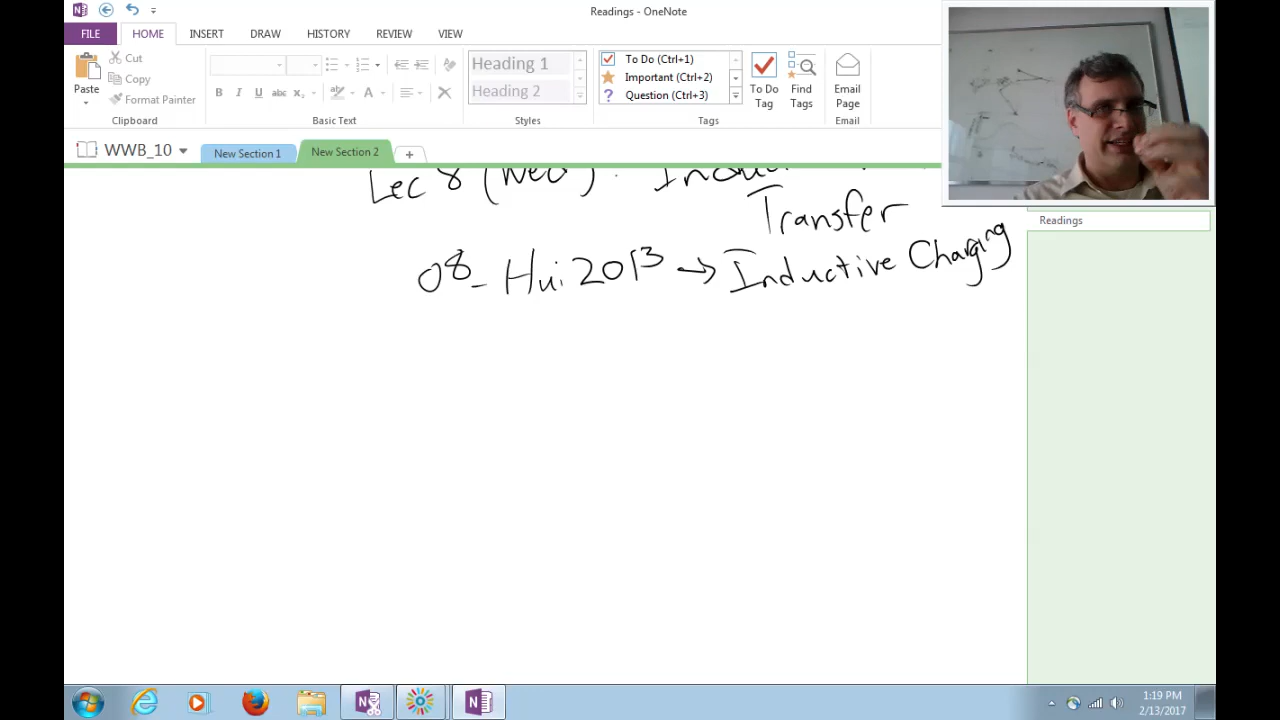 Readings - OneNote
FILE HOME INSERT DRAW HISTORY REVIEW VIEW
Paste Cut Copy Format Painter
Clipboard
B I U abc X₂ A
Basic Text
Heading 1
Heading 2
Styles
To Do (Ctrl+1)
Important (Ctrl+2)
Question (Ctrl+3)
To Do Tag
Find Tags
Tags
Email Page
Email
WWB_10 New Section 1 New Section 2
Readings
Lec 8 (Wed) :
Transfer
08_Hui2013 → Inductive Charging
1:19 PM
2/13/2017